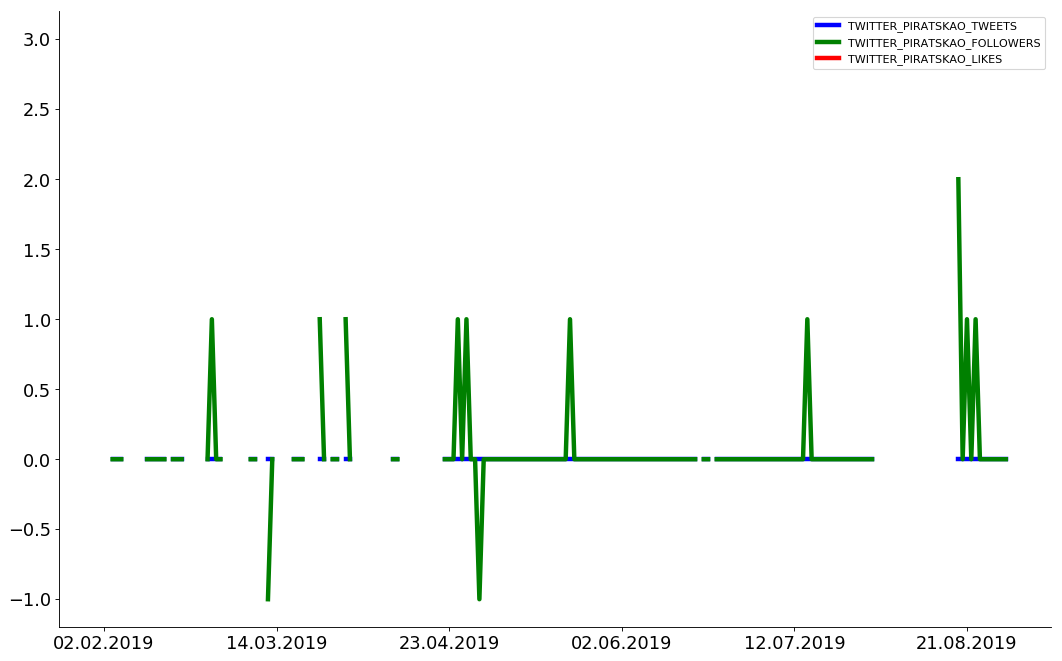 TWITTER_PIRATSKAO_TWEETS
TWITTER_PIRATSKAO_FOLLOWERS
TWITTER_PIRATSKAO_LIKES
3.0
2.5
2.0
1.5
1.0
0.5
0.0
−0.5
−1.0
02.02.2019 14.03.2019 23.04.2019 02.06.2019 12.07.2019 21.08.2019